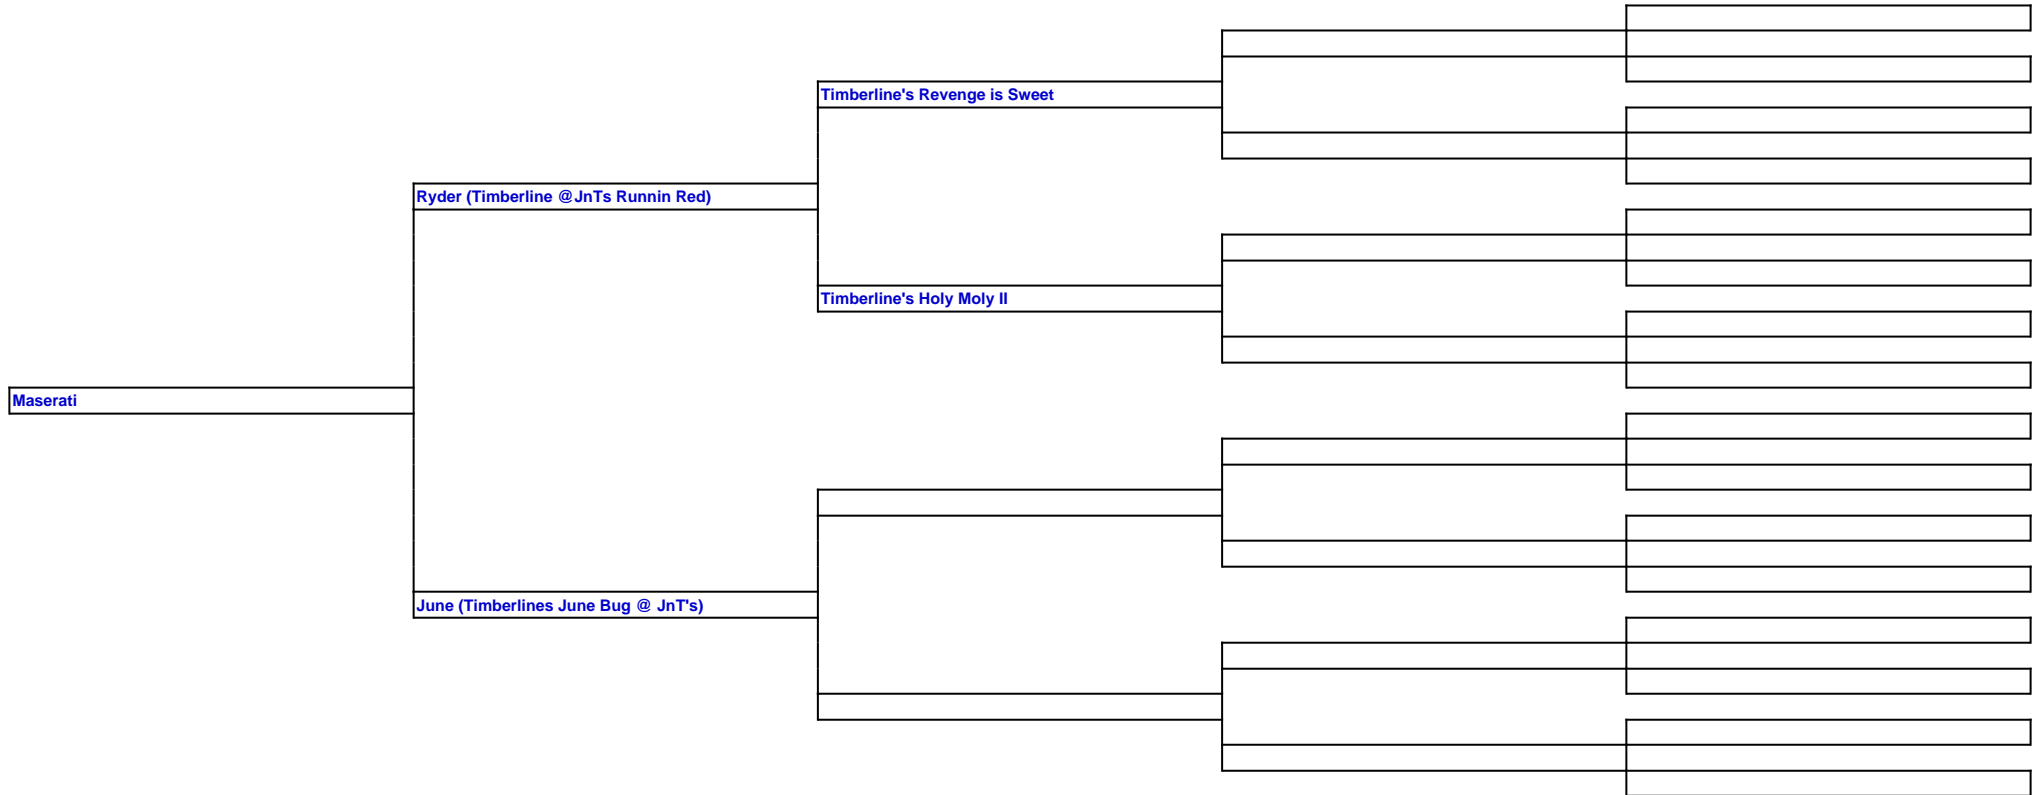 Timberline's Revenge is Sweet
Ryder (Timberline @JnTs Runnin Red)
Timberline's Holy Moly II
Maserati
June (Timberlines June Bug @ JnT's)